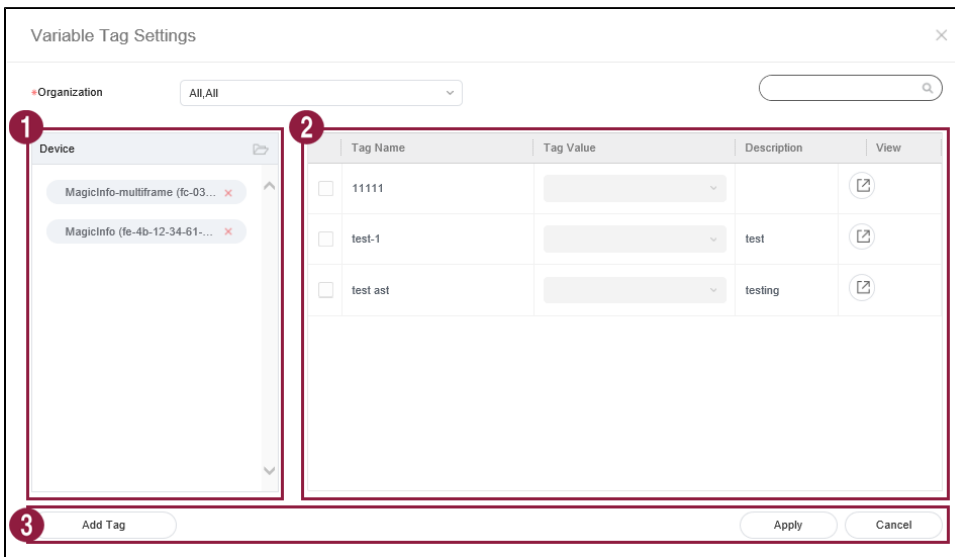 Variable Tag Settings
*Organization All,All
1 2
Device
Tag Name Tag Value Description View
MagicInfo-multiframe (fc-03...
MagicInfo (fe-4b-12-34-61-...
11111
test-1 test
test ast testing
3 Add Tag Apply Cancel